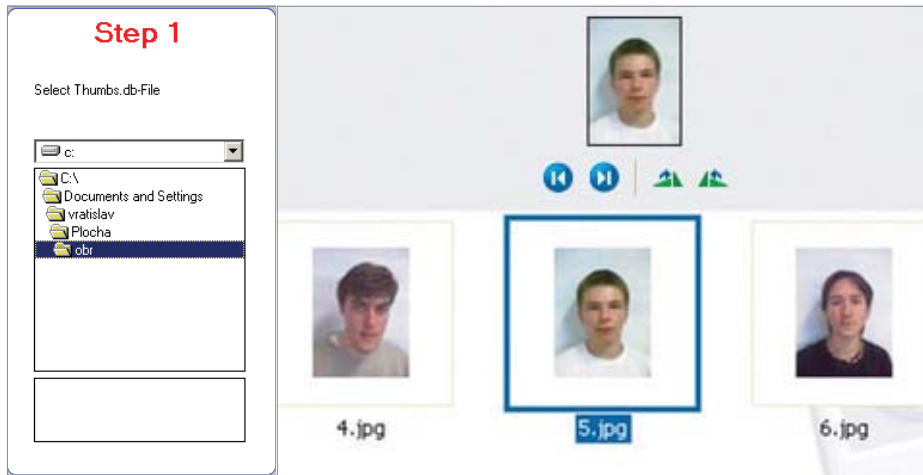 Step 1
Select Thumbs.db-File
c:
C:\
Documents and Settings
vratislav
Plocha
obr
4.jpg
5.jpg
6.jpg